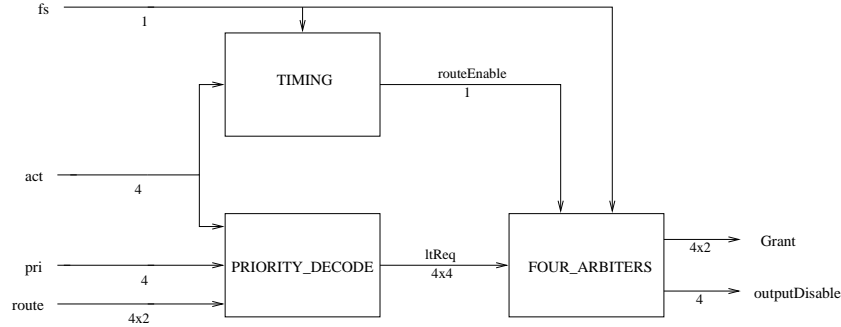 fs
1
TIMING
routeEnable
1
act
4
pri
4
route
4x2
PRIORITY_DECODE
ltReq
4x4
FOUR_ARBITERS
4x2
Grant
4
outputDisable